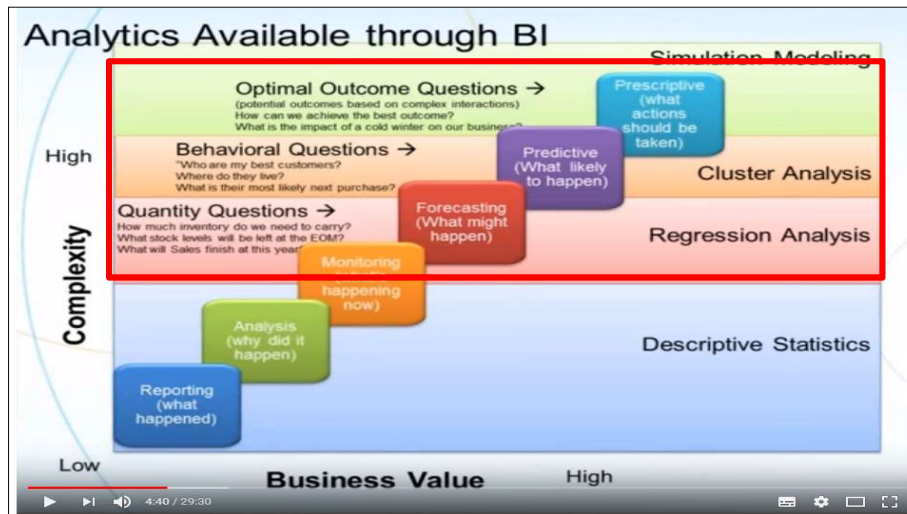 Analytics Available through BI
Simulation Modeling
Optimal Outcome Questions →
(potential outcomes based on complex interactions)
How can we achieve the best outcome?
What is the impact of a cold winter on our business?
Prescriptive
(what
actions
should be
taken)
High
Behavioral Questions →
"Who are my best customers?
Where do they live?
What is their most likely next purchase?
Predictive
(What likely
to happen)
Cluster Analysis
Quantity Questions →
How much inventory do we need to carry?
What stock levels will be left at the EOM?
What will Sales finish at this year
Forecasting
(What might
happen)
Regression Analysis
Complexity
Monitoring
happening
now)
Analysis
(why did it
happen)
Descriptive Statistics
Reporting
(what
happened)
Low
Business Value
High
4:40 / 29:30